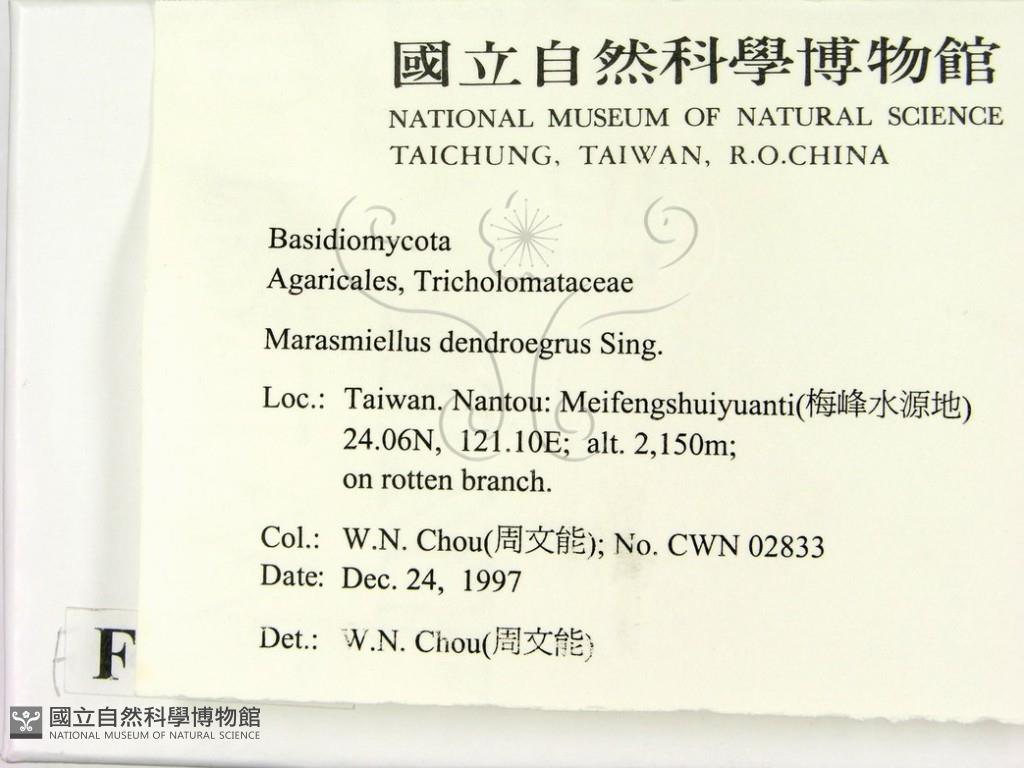 國立自然科學博物館
NATIONAL MUSEUM OF NATURAL SCIENCE
TAICHUNG, TAIWAN, R.O.CHINA
Basidiomycota
Agaricales, Tricholomataceae
Marasmiellus dendroegrus Sing.
Loc.: Taiwan. Nantou: Meifengshuiyuanti(梅峰水源地)
24.06N, 121.10E; alt. 2,150m;
on rotten branch.
Col.: W.N. Chou(周文能); No. CWN 02833
Date: Dec. 24, 1997
Det.: W.N. Chou(周文能)
F
國立自然科學博物館
NATIONAL MUSEUM OF NATURAL SCIENCE